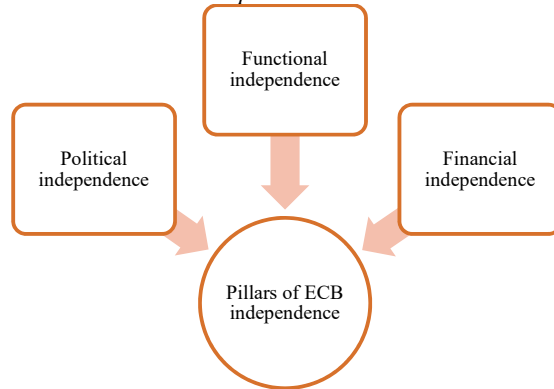 Functional
independence
Political
independence
Financial
independence
Pillars of ECB
independence